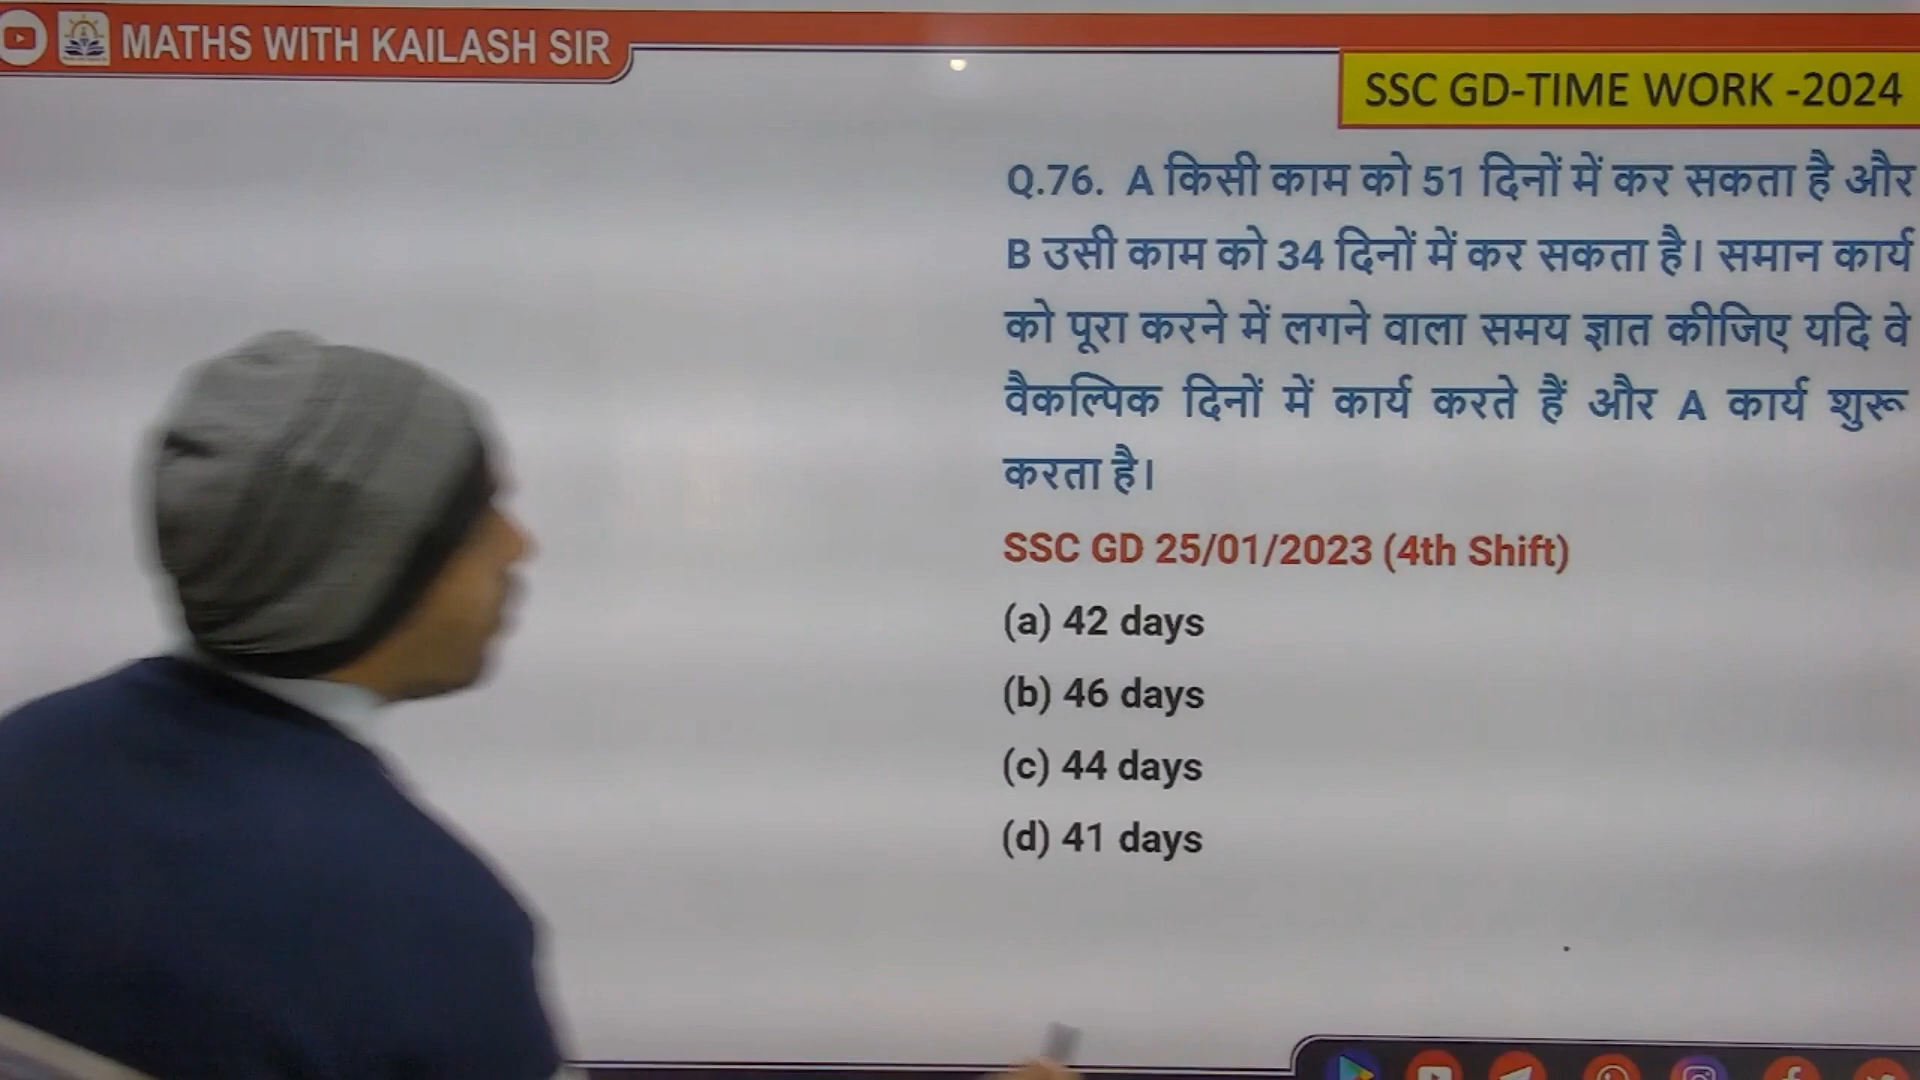 MATHS WITH KAILASH SIR
SSC GD-TIME WORK -2024
Q.76. A किसी काम को 51 दिनों में कर सकता है और
B उसी काम को 34 दिनों में कर सकता है। समान कार्य
को पूरा करने में लगने वाला समय ज्ञात कीजिए यदि वे
वैकल्पिक दिनों में कार्य करते हैं और A कार्य शुरू
करता है।
SSC GD 25/01/2023 (4th Shift)
(a) 42 days
(b) 46 days
(c) 44 days
(d) 41 days